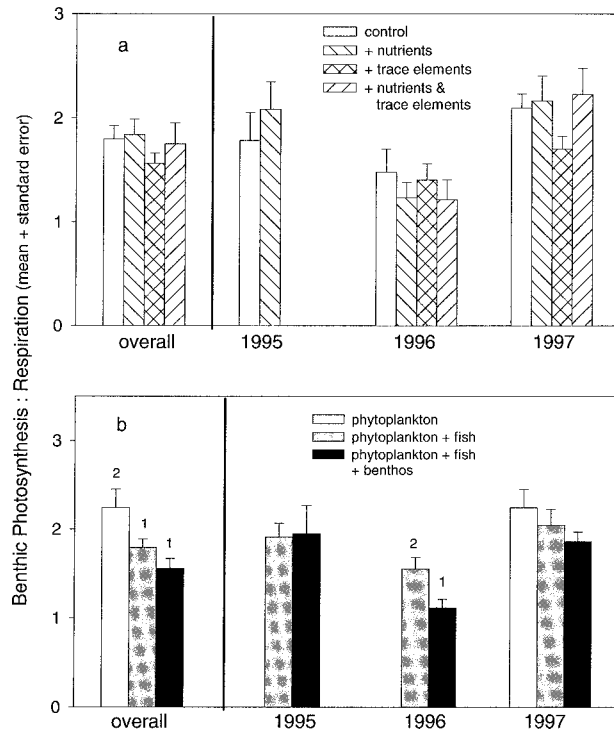 Benthic Photosynthesis : Respiration (mean + standard error)
a
control
+ nutrients
+ trace elements
+ nutrients &
trace elements
3
2
1
0
overall
1995
1996
1997
b
phytoplankton
phytoplankton + fish
phytoplankton + fish
+ benthos
3
2
1
0
2
1
1
2
1
overall
1995
1996
1997